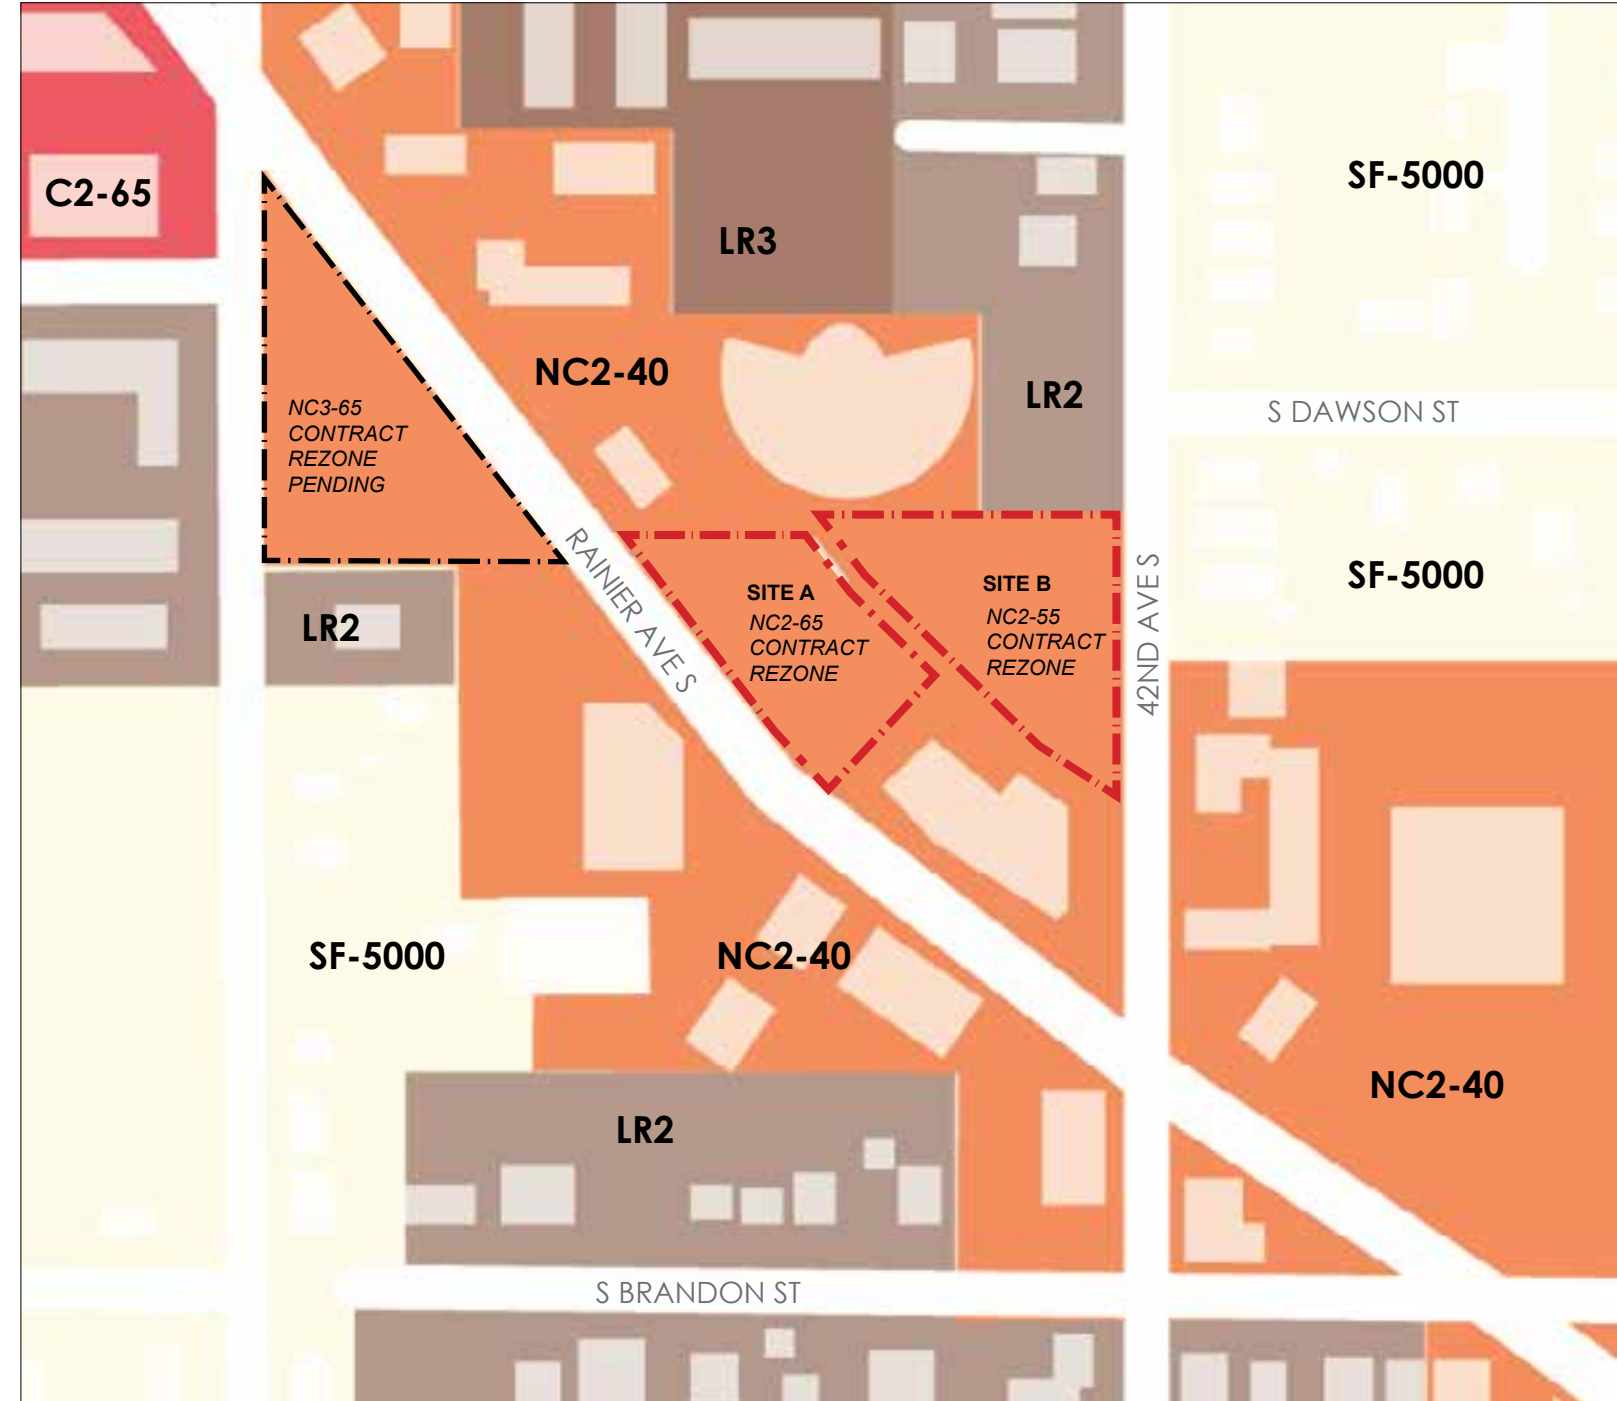 C2-65
SF-5000
LR3
NC2-40
LR2
S DAWSON ST
NC3-65
CONTRACT
REZONE
PENDING
RAINIER AVE S
SITE A
NC2-65
CONTRACT
REZONE
SITE B
NC2-55
CONTRACT
REZONE
42ND AVE S
SF-5000
LR2
SF-5000
NC2-40
NC2-40
LR2
S BRANDON ST